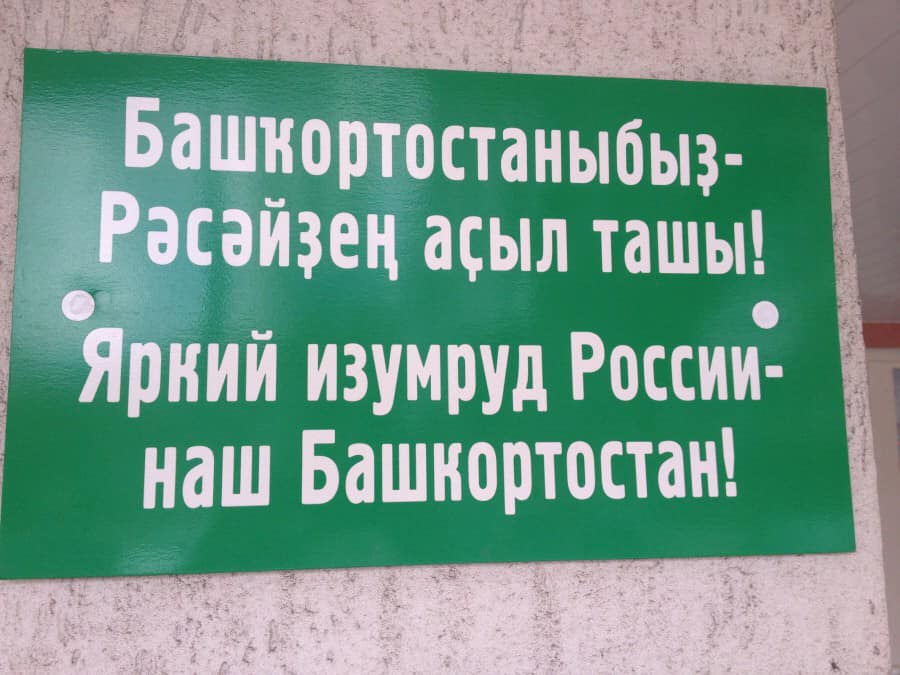 Башҡортостаныбыҙ-
Рәсәйҙең аҫыл ташы!
Яркий изумруд России-
наш Башкортостан!